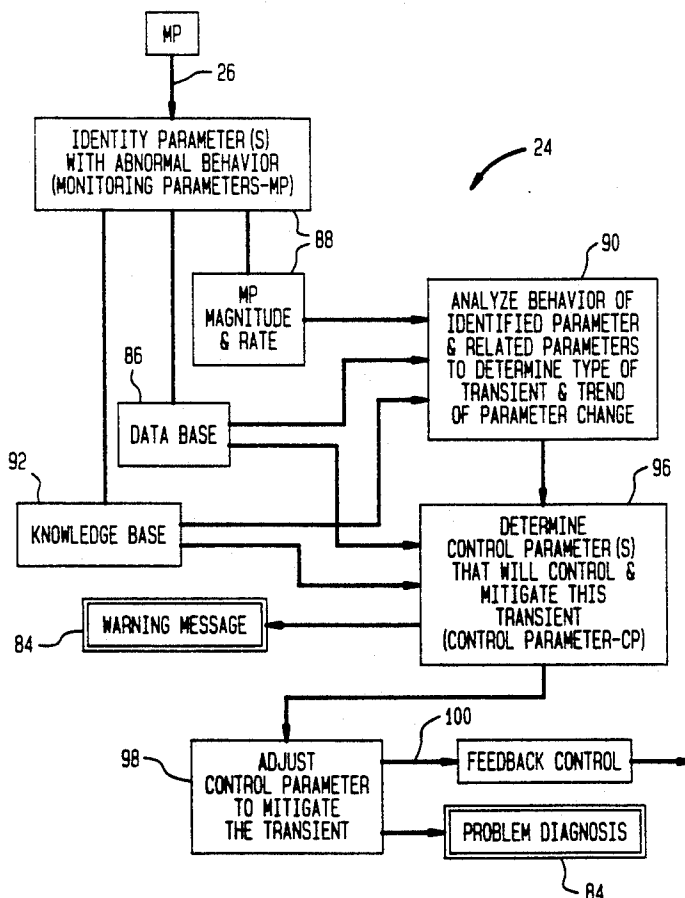 MP
26
IDENTITY PARAMETER(S)
WITH ABNORMAL BEHAVIOR
(MONITORING PARAMETERS-MP)
24
88
90
MP
MAGNITUDE
& RATE
ANALYZE BEHAVIOR OF
IDENTIFIED PARAMETER
& RELATED PARAMETERS
TO DETERMINE TYPE OF
TRANSIENT & TREND
OF PARAMETER CHANGE
86
DATA BASE
92
KNOWLEDGE BASE
96
DETERMINE
CONTROL PARAMETER(S)
THAT WILL CONTROL &
MITIGATE THIS
TRANSIENT
(CONTROL PARAMETER-CP)
84
WARNING MESSAGE
98
ADJUST
CONTROL PARAMETER
TO MITIGATE
THE TRANSIENT
100
FEEDBACK CONTROL
PROBLEM DIAGNOSIS
84